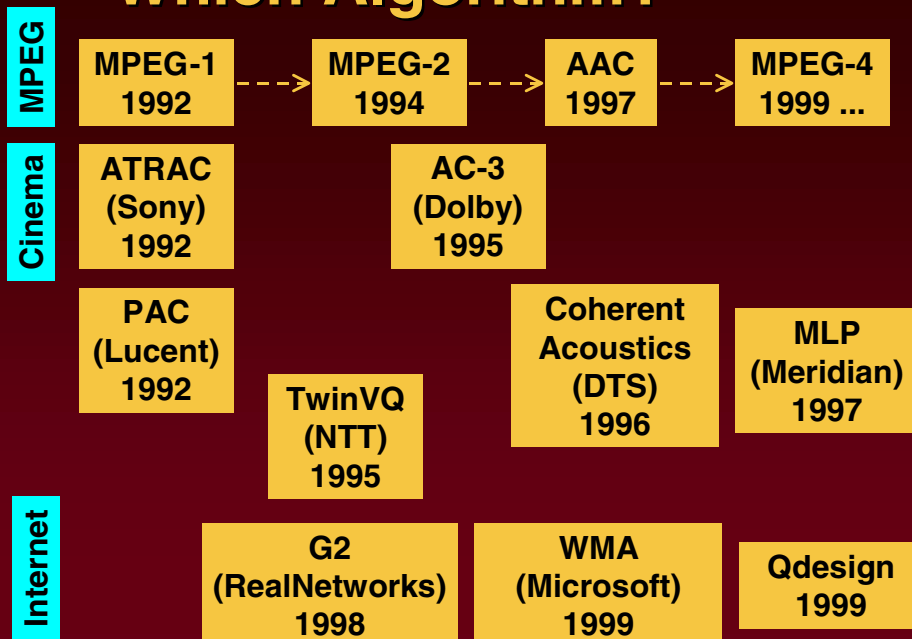 Which Algorithm?
MPEG
MPEG-1
1992
MPEG-2
1994
AAC
1997
MPEG-4
1999 ...
Cinema
ATRAC
(Sony)
1992
AC-3
(Dolby)
1995
PAC
(Lucent)
1992
TwinVQ
(NTT)
1995
Coherent
Acoustics
(DTS)
1996
MLP
(Meridian)
1997
Internet
G2
(RealNetworks)
1998
WMA
(Microsoft)
1999
Qdesign
1999